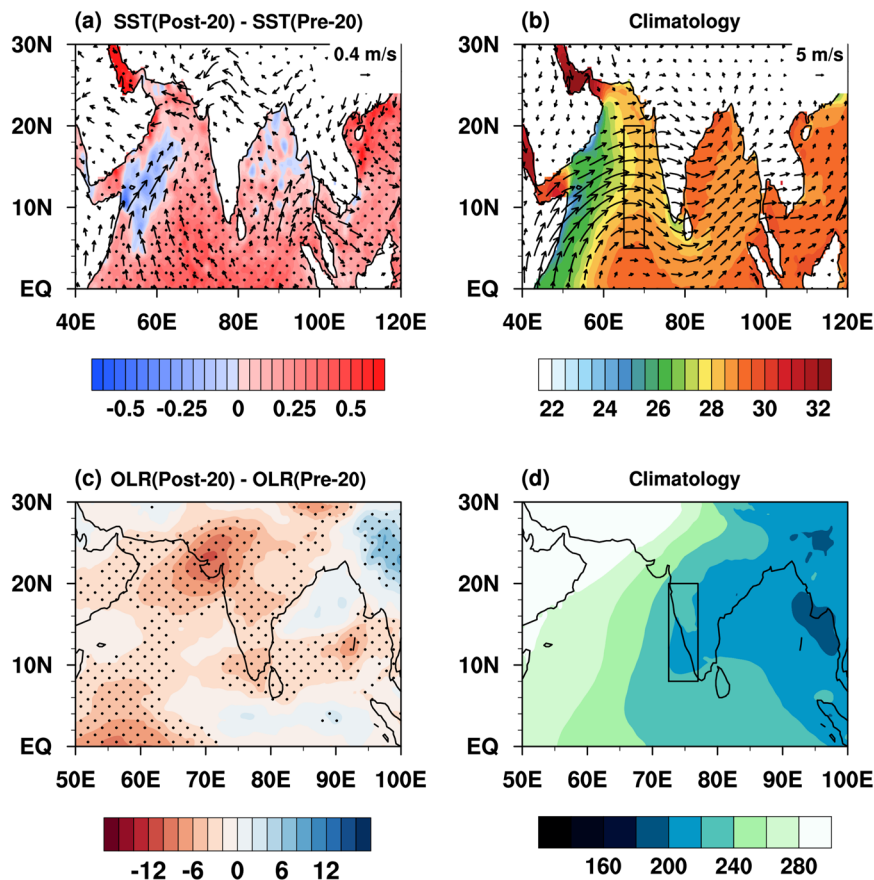 (a) SST(Post-20) - SST(Pre-20)
30N
0.4 m/s
20N
10N
EQ
40E 60E 80E 100E 120E
-0.5 -0.25 0 0.25 0.5
(b) Climatology
30N
5 m/s
20N
10N
EQ
40E 60E 80E 100E 120E
22 24 26 28 30 32
(c) OLR(Post-20) - OLR(Pre-20)
30N
20N
10N
EQ
50E 60E 70E 80E 90E 100E
-12 -6 0 6 12
(d) Climatology
30N
20N
10N
EQ
50E 60E 70E 80E 90E 100E
160 200 240 280